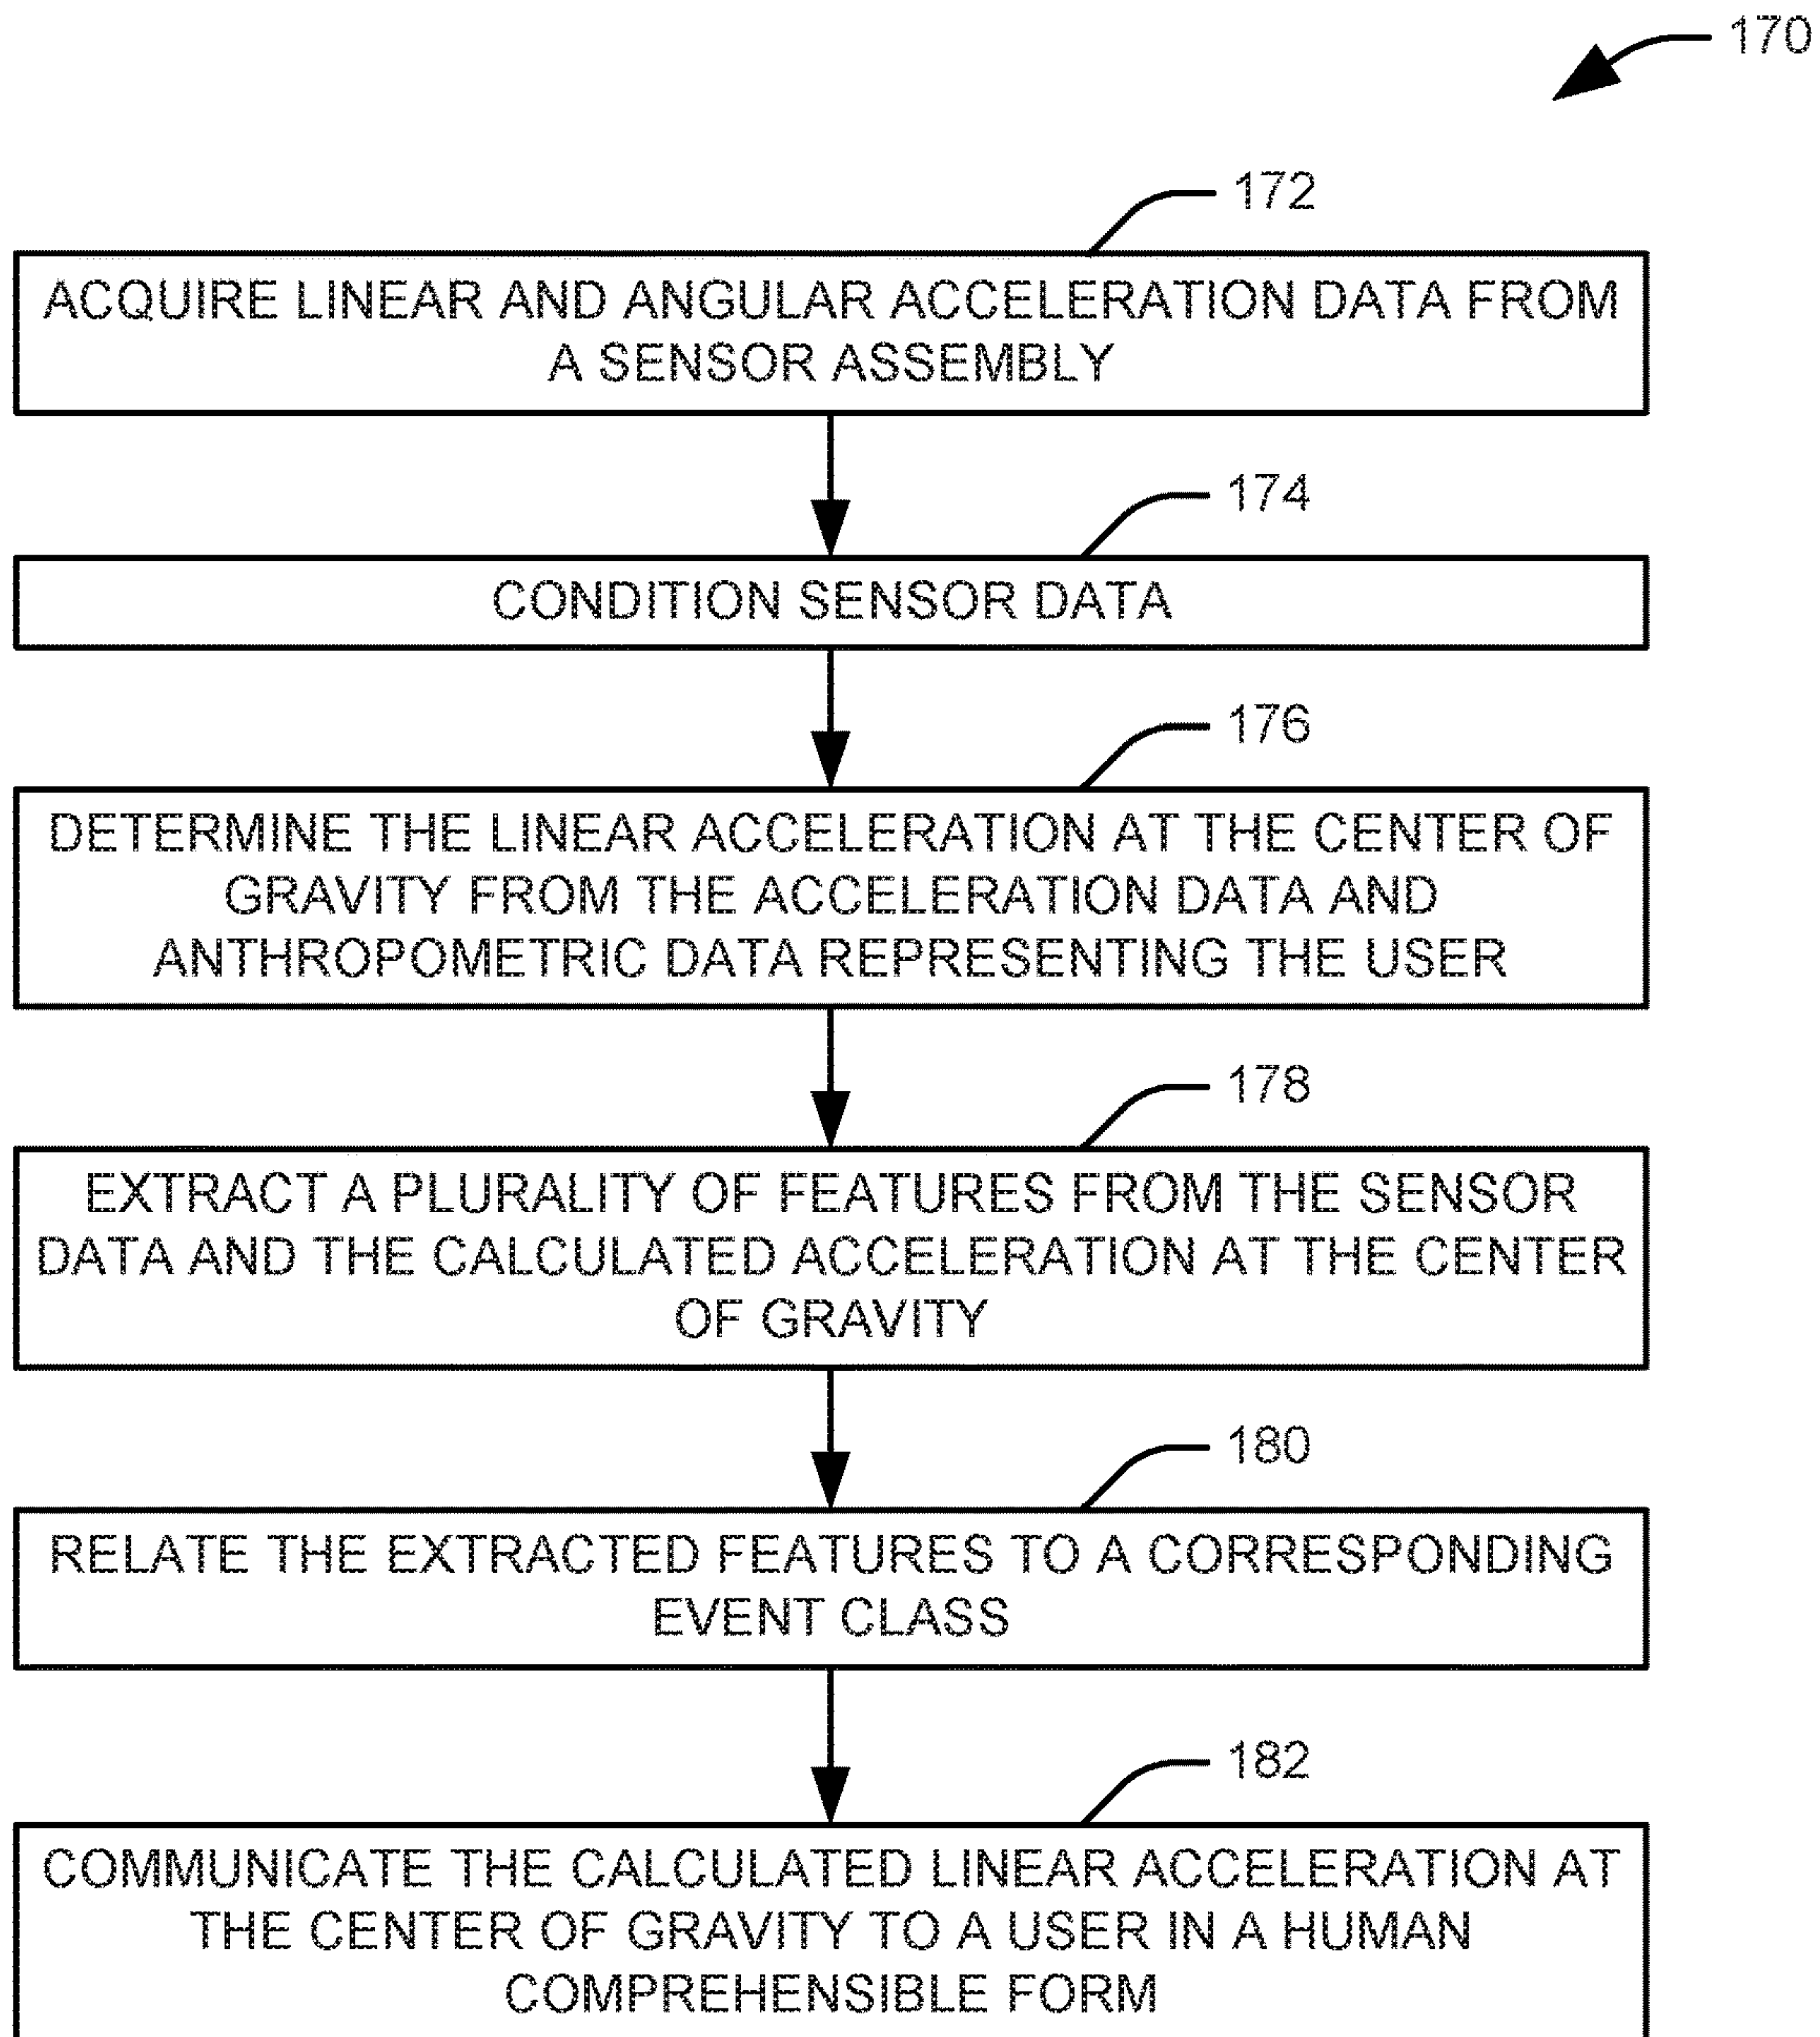 170
172
ACQUIRE LINEAR AND ANGULAR ACCELERATION DATA FROM
A SENSOR ASSEMBLY
174
CONDITION SENSOR DATA
176
DETERMINE THE LINEAR ACCELERATION AT THE CENTER OF
GRAVITY FROM THE ACCELERATION DATA AND
ANTHROPOMETRIC DATA REPRESENTING THE USER
178
EXTRACT A PLURALITY OF FEATURES FROM THE SENSOR
DATA AND THE CALCULATED ACCELERATION AT THE CENTER
OF GRAVITY
180
RELATE THE EXTRACTED FEATURES TO A CORRESPONDING
EVENT CLASS
182
COMMUNICATE THE CALCULATED LINEAR ACCELERATION AT
THE CENTER OF GRAVITY TO A USER IN A HUMAN
COMPREHENSIBLE FORM